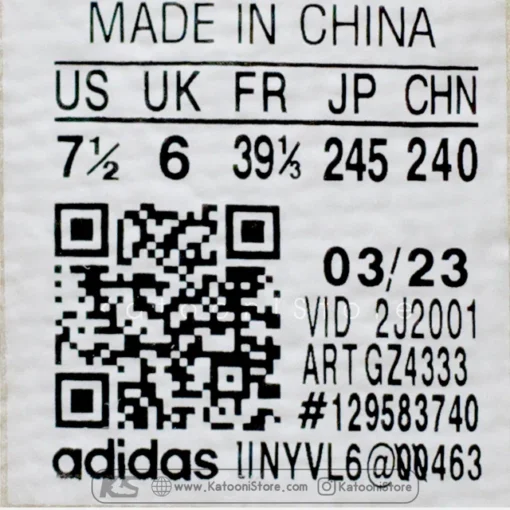 MADE IN CHINA
US UK FR JP CHN
7½ 6 39⅓ 245 240
03/23
VID 2J2001
ART GZ4333
#129583740
adidas
www.KatooniStore.com KatooniStore